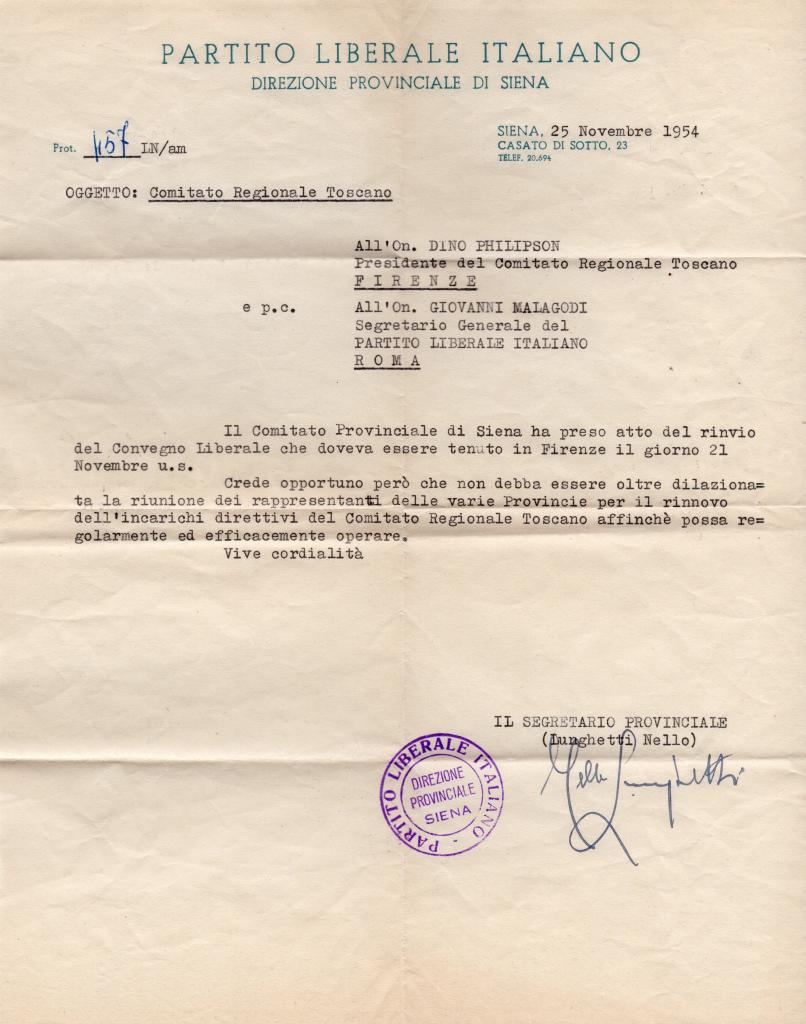 PARTITO LIBERALE ITALIANO
DIREZIONE PROVINCIALE DI SIENA
SIENA, 25 Novembre 1954
CASATO DI SOTTO, 23
TELEF. 20.694
Prot. 457 LN/am
OGGETTO: Comitato Regionale Toscano
All'On. DINO PHILIPSON
Presidente del Comitato Regionale Toscano
F I R E N Z E
e p.c. All'On. GIOVANNI MALAGODI
Segretario Generale del
PARTITO LIBERALE ITALIANO
R O M A
Il Comitato Provinciale di Siena ha preso atto del rinvio
del Convegno Liberale che doveva essere tenuto in Firenze il giorno 21
Novembre u.s.
Crede opportuno però che non debba essere oltre dilaziona=
ta la riunione dei rappresentanti delle varie Provincie per il rinnovo
dell'incarichi direttivi del Comitato Regionale Toscano affinchè possa re=
golarmente ed efficacemente operare.
Vive cordialità
IL SEGRETARIO PROVINCIALE
(Lunghetti Nello)
Nello Lunghetti
PARTITO LIBERALE ITALIANO -
DIREZIONE
PROVINCIALE
SIENA